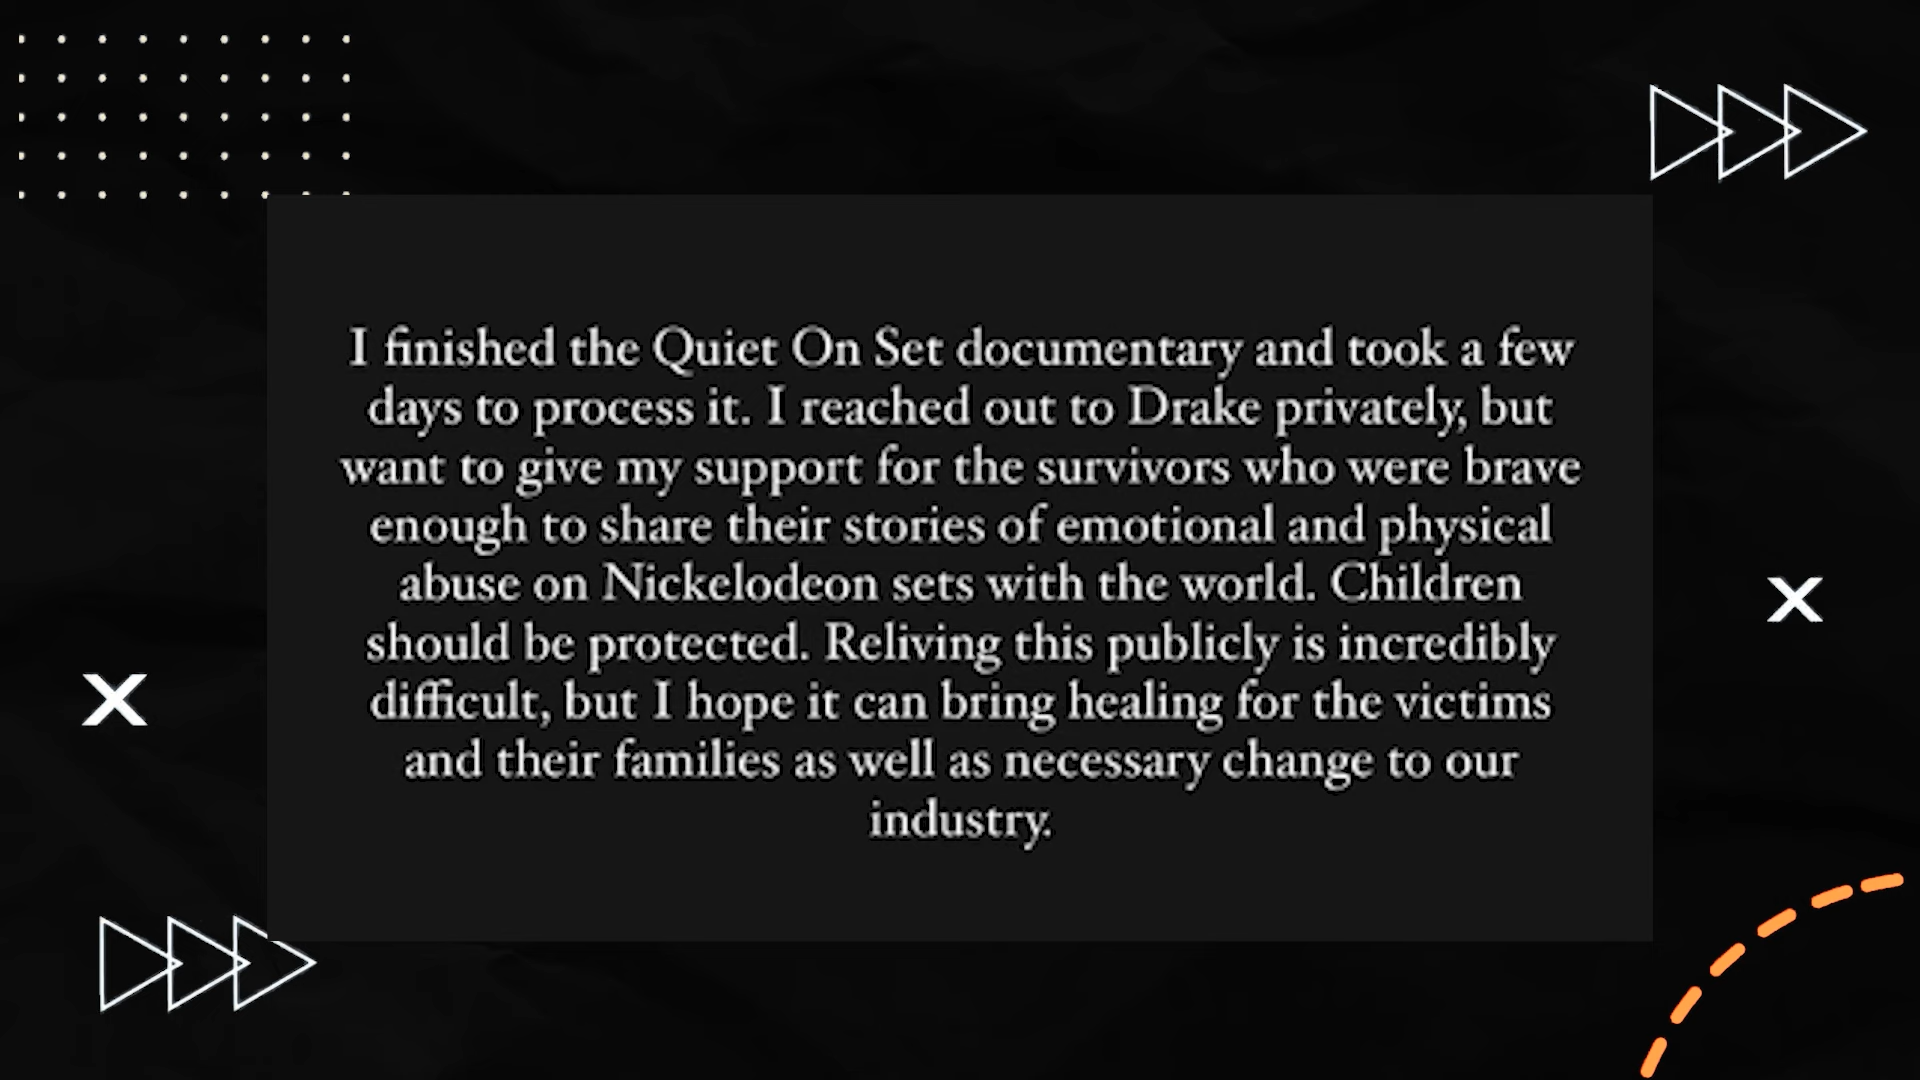 I finished the Quiet On Set documentary and took a few
days to process it. I reached out to Drake privately, but
want to give my support for the survivors who were brave
enough to share their stories of emotional and physical
abuse on Nickelodeon sets with the world. Children
should be protected. Reliving this publicly is incredibly
difficult, but I hope it can bring healing for the victims
and their families as well as necessary change to our
industry.